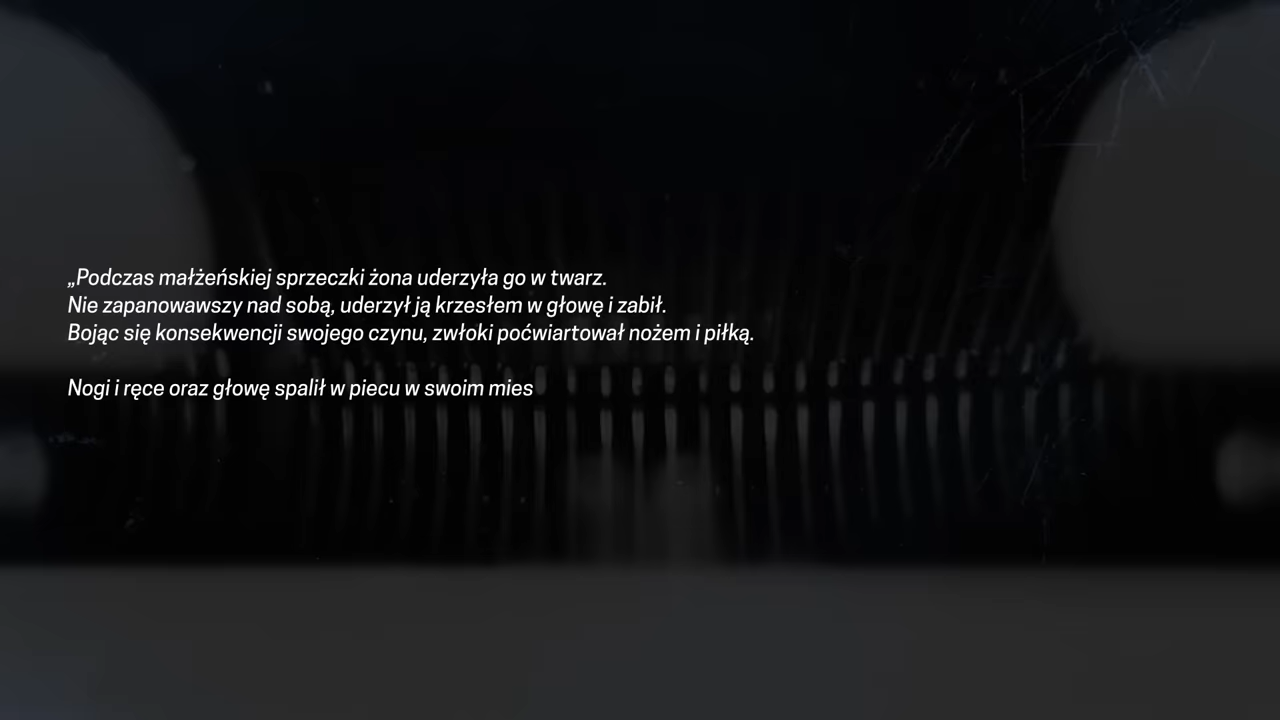 „Podczas małżeńskiej sprzeczki żona uderzyła go w twarz.
Nie zapanowawszy nad sobą, uderzył ją krzesłem w głowę i zabił.
Bojąc się konsekwencji swojego czynu, zwłoki poćwiartował nożem i piłką.
Nogi i ręce oraz głowę spalił w piecu w swoim mies